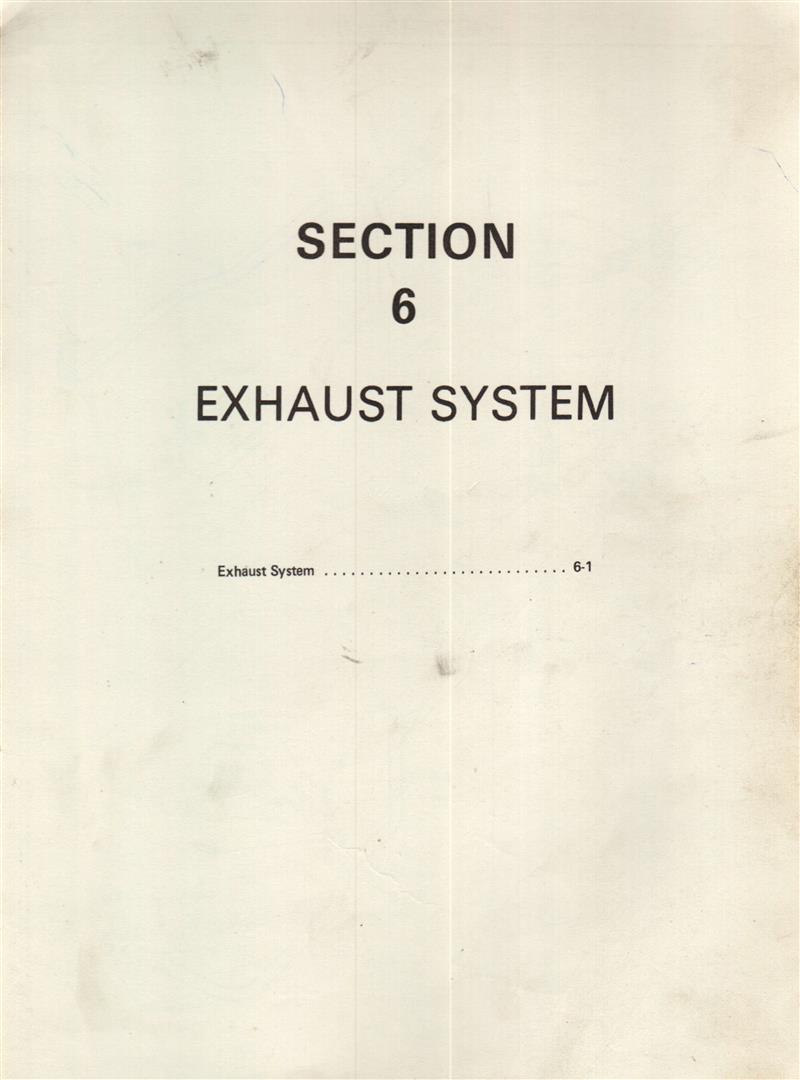 SECTION
6
EXHAUST SYSTEM
Exhaust System ........................... 6-1